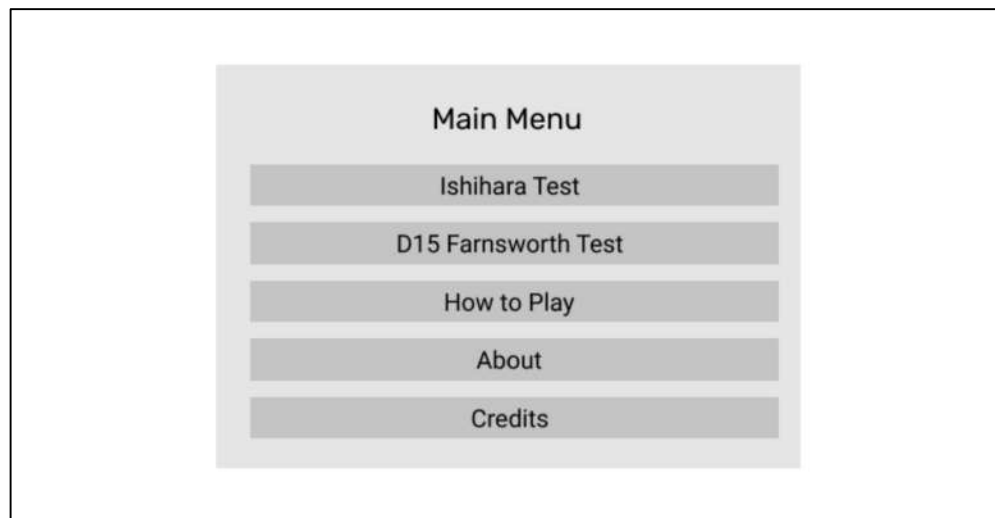 Main Menu
Ishihara Test
D15 Farnsworth Test
How to Play
About
Credits